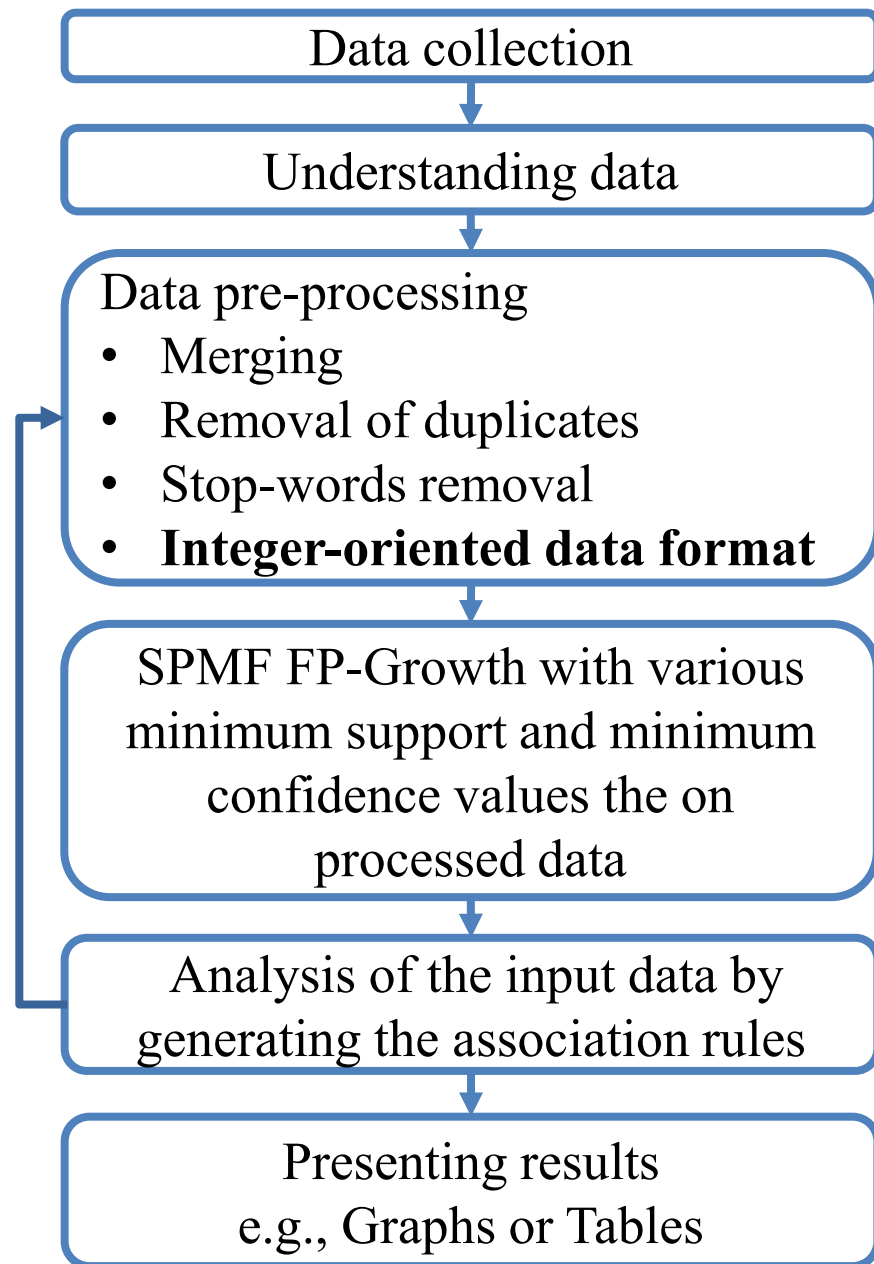 Data collection
Understanding data
Data pre-processing
• Merging
• Removal of duplicates
• Stop-words removal
• Integer-oriented data format
SPMF FP-Growth with various
minimum support and minimum
confidence values the on
processed data
Analysis of the input data by
generating the association rules
Presenting results
e.g., Graphs or Tables